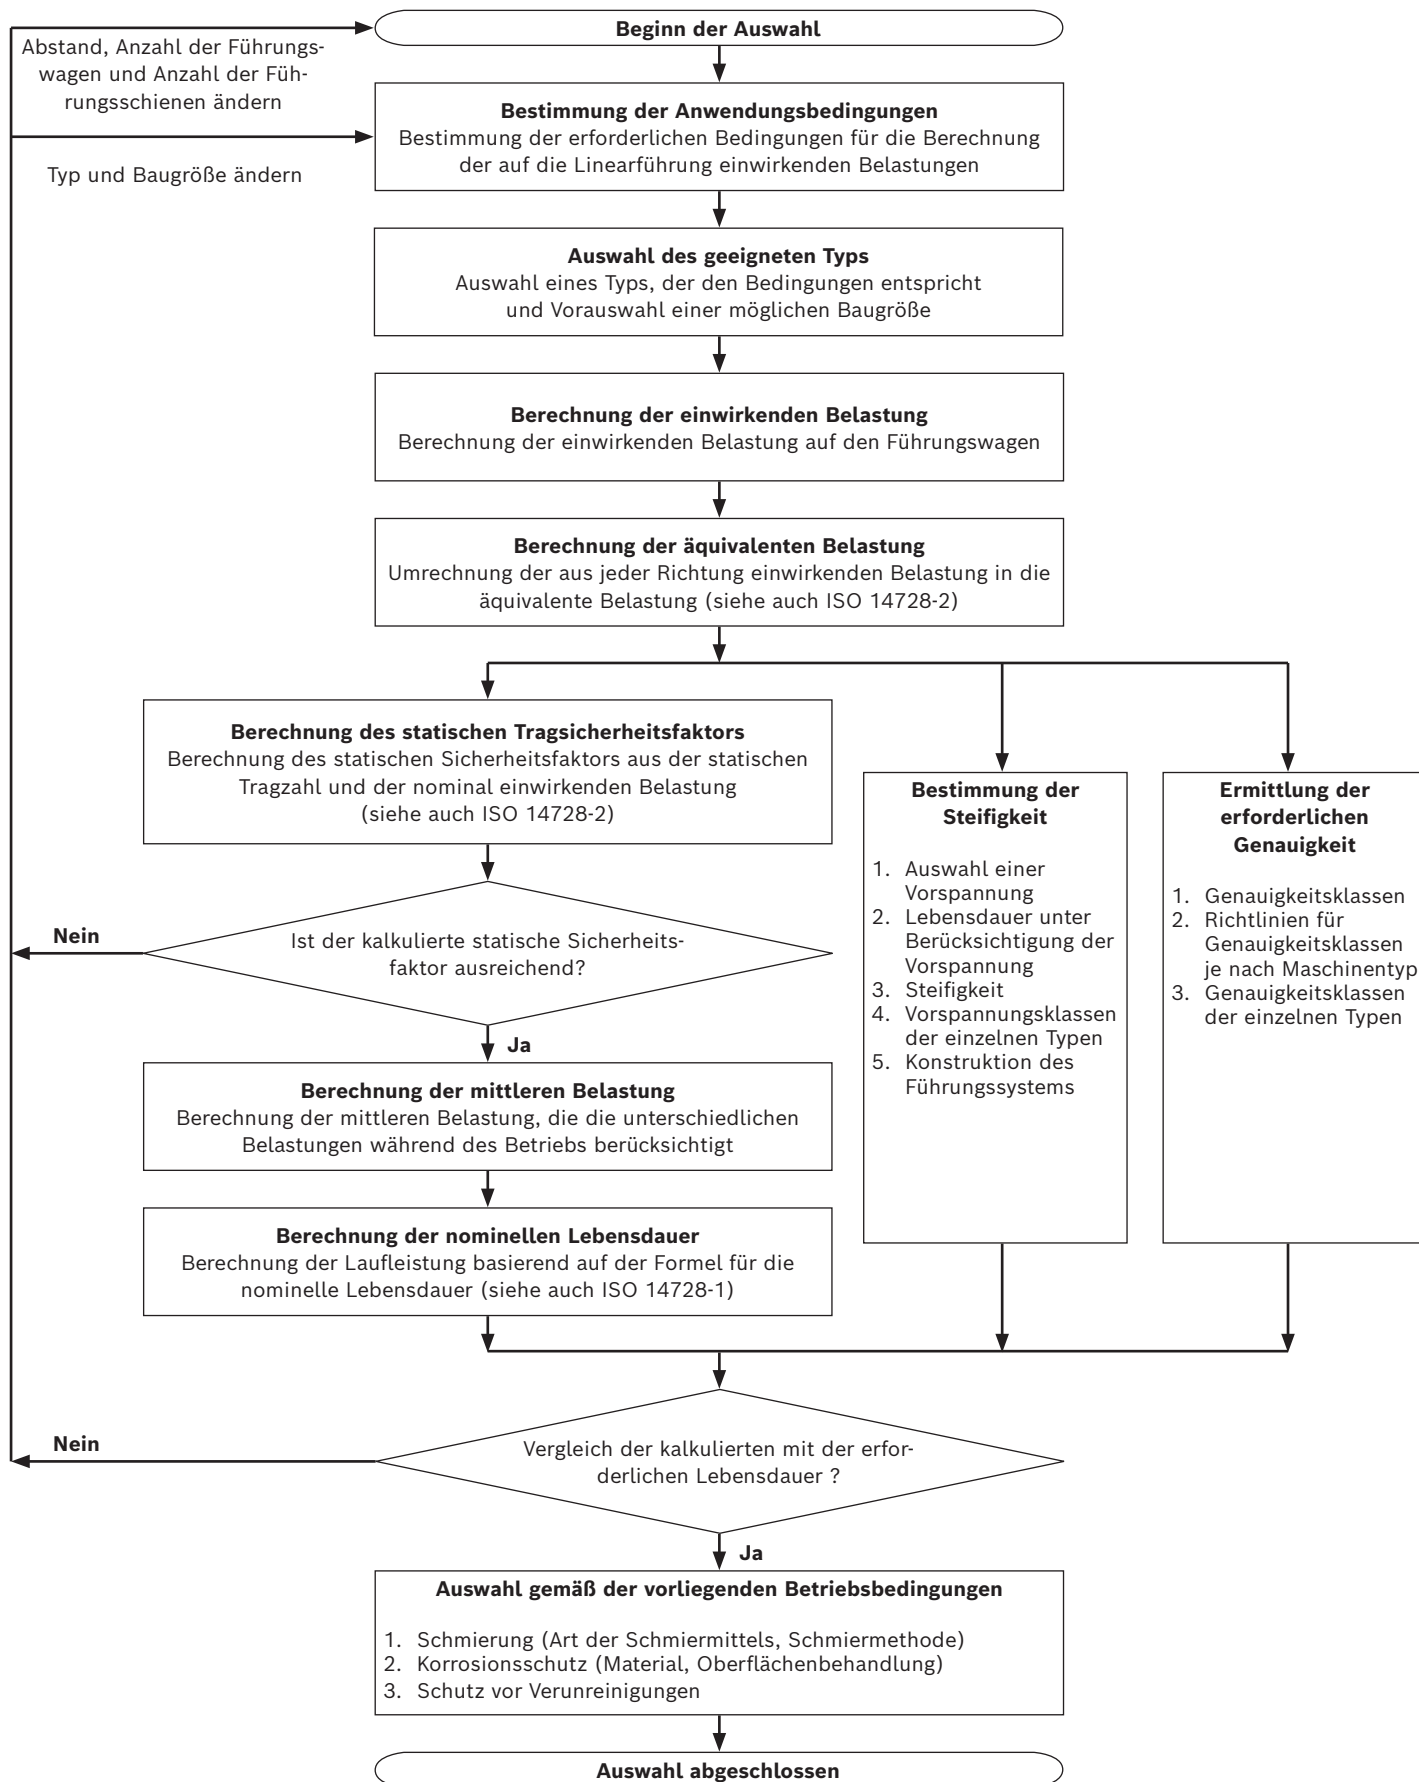 Beginn der Auswahl
Abstand, Anzahl der Führungs-
wagen und Anzahl der Füh-
rungsschienen ändern
Typ und Baugröße ändern
Bestimmung der Anwendungsbedingungen
Bestimmung der erforderlichen Bedingungen für die Berechnung
der auf die Linearführung einwirkenden Belastungen
Auswahl des geeigneten Typs
Auswahl eines Typs, der den Bedingungen entspricht
und Vorauswahl einer möglichen Baugröße
Berechnung der einwirkenden Belastung
Berechnung der einwirkenden Belastung auf den Führungswagen
Berechnung der äquivalenten Belastung
Umrechnung der aus jeder Richtung einwirkenden Belastung in die
äquivalente Belastung (siehe auch ISO 14728-2)
Berechnung des statischen Tragsicherheitsfaktors
Berechnung des statischen Sicherheitsfaktors aus der statischen
Tragzahl und der nominal einwirkenden Belastung
(siehe auch ISO 14728-2)
Nein
Ist der kalkulierte statische Sicherheits-
faktor ausreichend?
Ja
Berechnung der mittleren Belastung
Berechnung der mittleren Belastung, die die unterschiedlichen
Belastungen während des Betriebs berücksichtigt
Berechnung der nominellen Lebensdauer
Berechnung der Laufleistung basierend auf der Formel für die
nominelle Lebensdauer (siehe auch ISO 14728-1)
Bestimmung der
Steifigkeit
1. Auswahl einer
Vorspannung
2. Lebensdauer unter
Berücksichtigung der
Vorspannung
3. Steifigkeit
4. Vorspannungsklassen
der einzelnen Typen
5. Konstruktion des
Führungssystems
Ermittlung der
erforderlichen
Genauigkeit
1. Genauigkeitsklassen
2. Richtlinien für
Genauigkeitsklassen
je nach Maschinentyp
3. Genauigkeitsklassen
der einzelnen Typen
Nein
Vergleich der kalkulierten mit der erfor-
derlichen Lebensdauer ?
Ja
Auswahl gemäß der vorliegenden Betriebsbedingungen
1. Schmierung (Art der Schmiermittels, Schmiermethode)
2. Korrosionsschutz (Material, Oberflächenbehandlung)
3. Schutz vor Verunreinigungen
Auswahl abgeschlossen